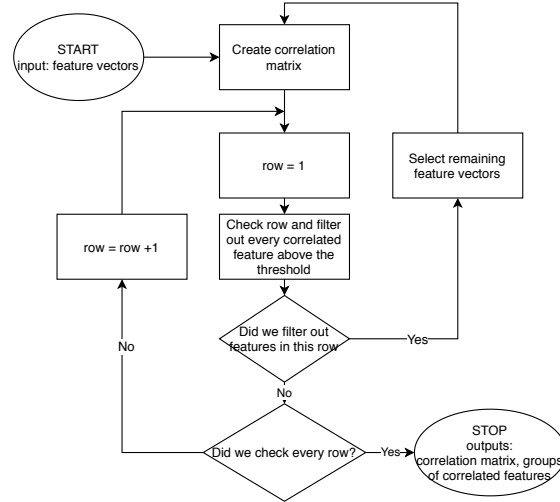 START
input: feature vectors
Create correlation
matrix
row = 1
Select remaining
feature vectors
Check row and filter
out every correlated
feature above the
threshold
row = row +1
Did we filter out
features in this row
Yes
No
No
Did we check every row?
Yes
STOP
outputs:
correlation matrix, groups
of correlated features